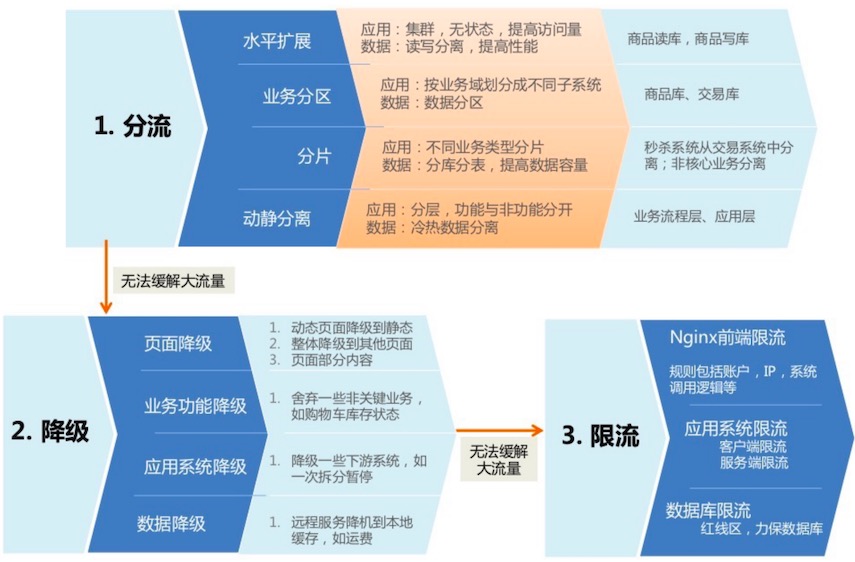 1. 分流
水平扩展
应用：集群，无状态，提高访问量
数据：读写分离，提高性能
商品读库，商品写库
业务分区
应用：按业务域划分成不同子系统
数据：数据分区
商品库、交易库
分片
应用：不同业务类型分片
数据：分库分表，提高数据容量
秒杀系统从交易系统中分
离；非核心业务分离
动静分离
应用：分层，功能与非功能分开
数据：冷热数据分离
业务流程层、应用层
无法缓解大流量
2. 降级
页面降级
1. 动态页面降级到静态
2. 整体降级到其他页面
3. 页面部分内容
业务功能降级
1. 舍弃一些非关键业务，
如购物车库存状态
应用系统降级
1. 降级一些下游系统，如
一次拆分暂停
数据降级
1. 远程服务降机到本地
缓存，如运费
无法缓解
大流量
3. 限流
Nginx前端限流
规则包括账户，IP，系统
调用逻辑等
应用系统限流
客户端限流
服务端限流
数据库限流
红线区，力保数据库